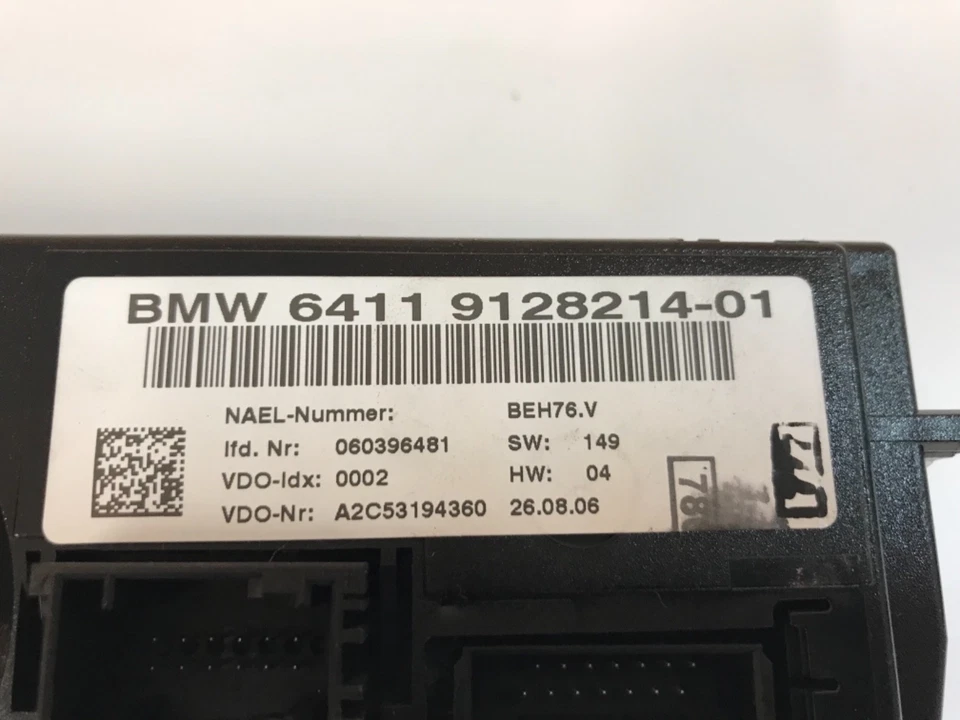 BMW 6411 9128214-01
NAEL-Nummer: BEH76.V
lfd. Nr: 060396481 SW: 149
VDO-Idx: 0002 HW: 04
VDO-Nr: A2C53194360 26.08.06